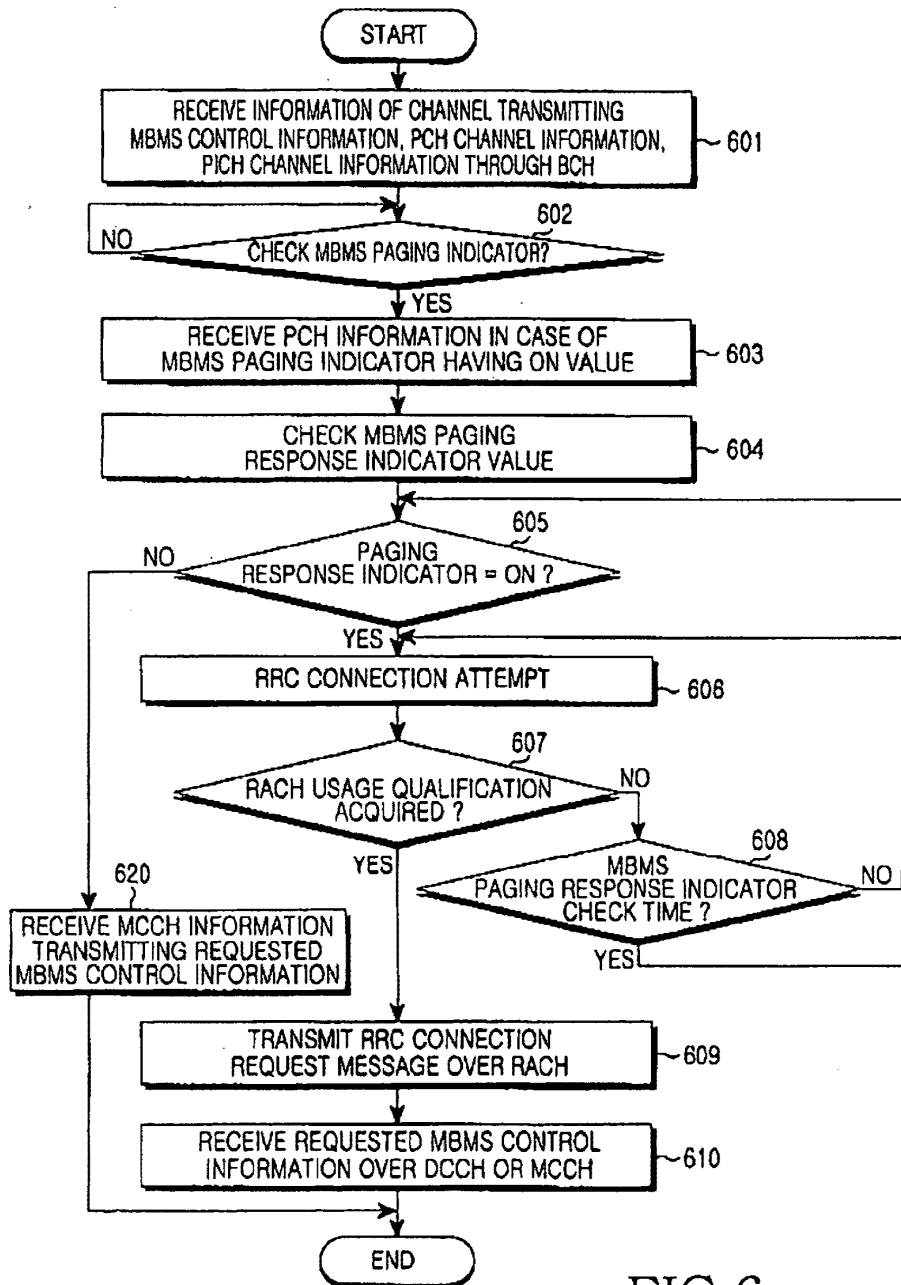 START
RECEIVE INFORMATION OF CHANNEL TRANSMITTING
MBMS CONTROL INFORMATION, PCH CHANNEL INFORMATION,
PICH CHANNEL INFORMATION THROUGH BCH
601
602
NO
CHECK MBMS PAGING INDICATOR?
YES
RECEIVE PCH INFORMATION IN CASE OF
MBMS PAGING INDICATOR HAVING ON VALUE
603
CHECK MBMS PAGING
RESPONSE INDICATOR VALUE
604
605
NO
PAGING
RESPONSE INDICATOR = ON ?
YES
RRC CONNECTION ATTEMPT
606
607
RACH USAGE QUALIFICATION
ACQUIRED ?
NO
YES
608
MBMS
PAGING RESPONSE INDICATOR
CHECK TIME ?
NO
YES
620
RECEIVE MCCH INFORMATION
TRANSMITTING REQUESTED
MBMS CONTROL INFORMATION
TRANSMIT RRC CONNECTION
REQUEST MESSAGE OVER RACH
609
RECEIVE REQUESTED MBMS CONTROL
INFORMATION OVER DCCH OR MCCH
610
END
FIG.6